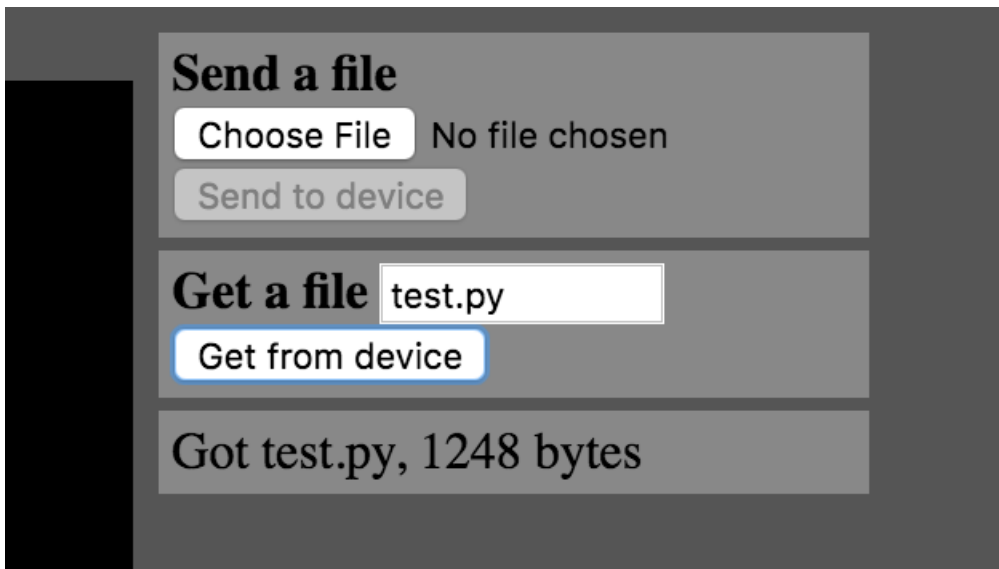 Send a file
Choose File No file chosen
Send to device
Get a file test.py
Get from device
Got test.py, 1248 bytes